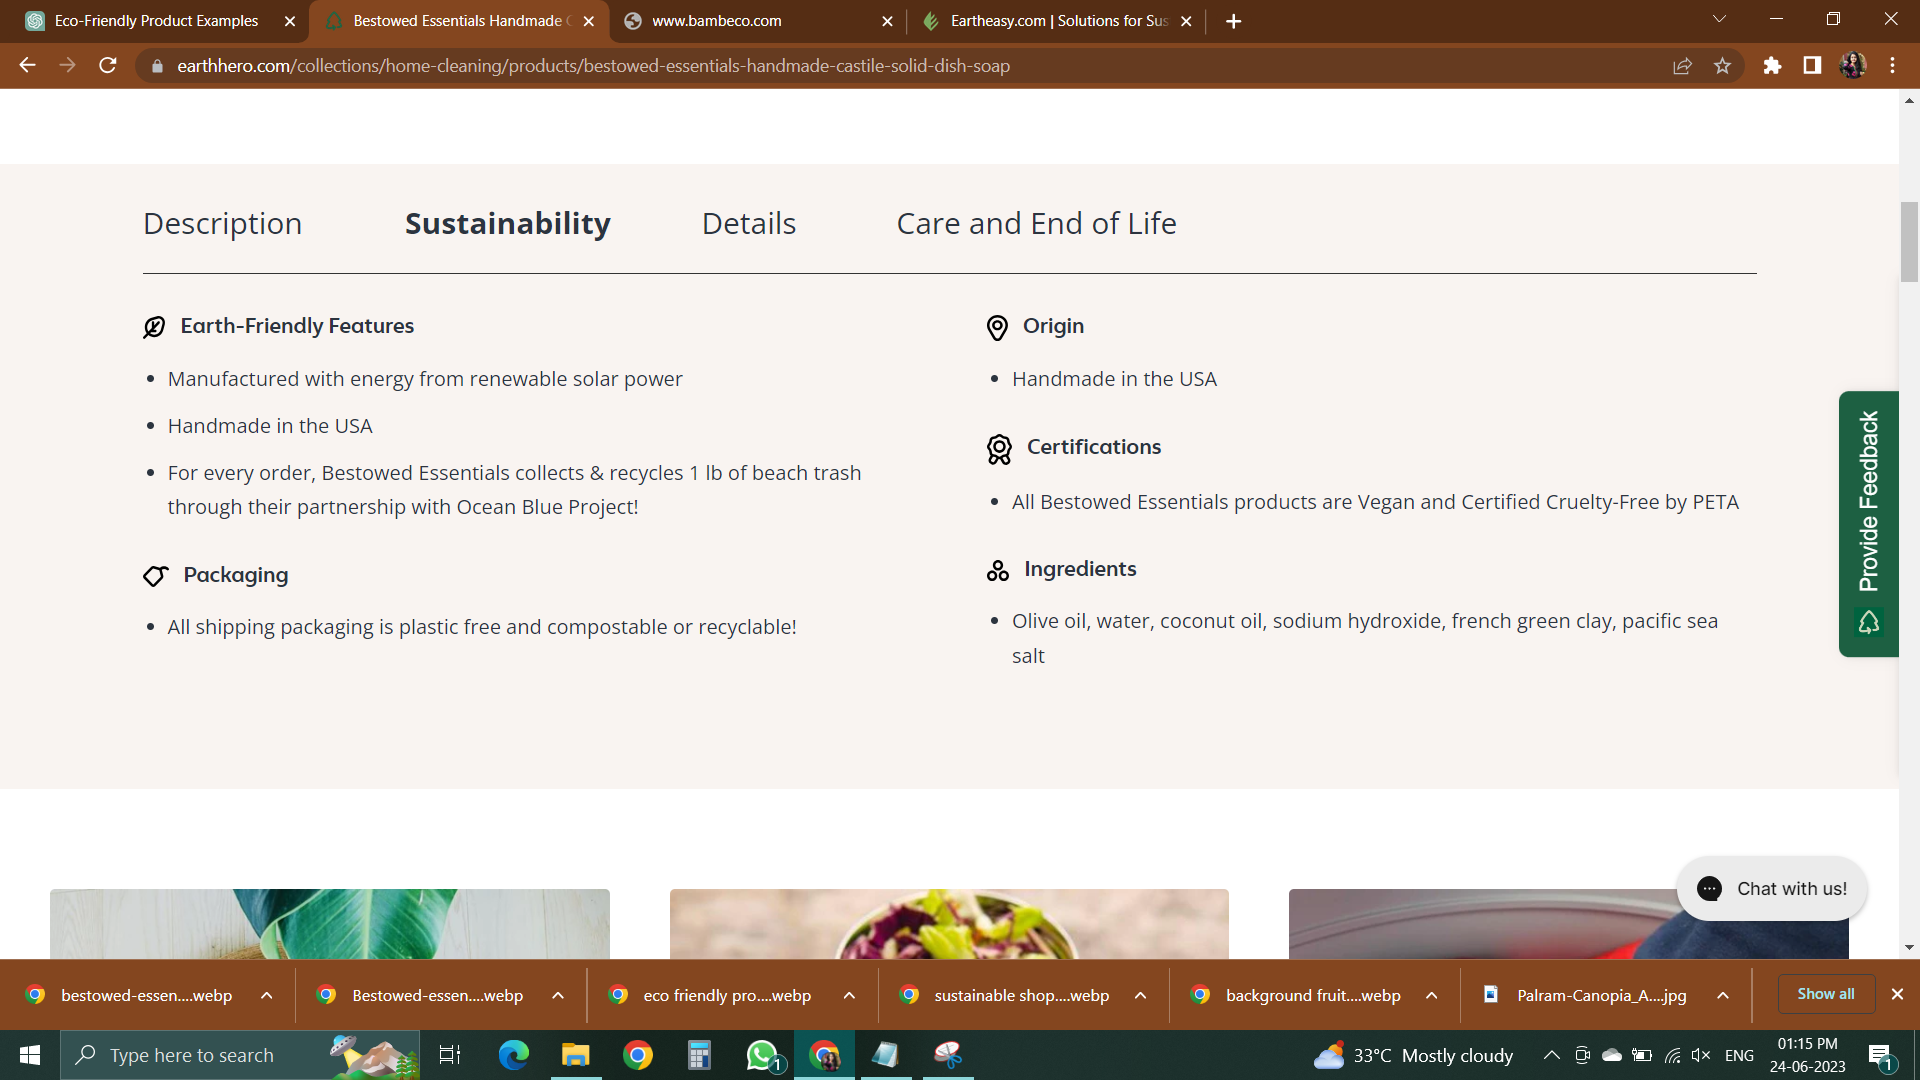 Eco-Friendly Product Examples
Bestowed Essentials Handmade
www.bambeco.com
Eartheasy.com | Solutions for Sus
earthhero.com/collections/home-cleaning/products/bestowed-essentials-handmade-castile-solid-dish-soap
Description
Sustainability
Details
Care and End of Life
Earth-Friendly Features
• Manufactured with energy from renewable solar power
• Handmade in the USA
• For every order, Bestowed Essentials collects & recycles 1 lb of beach trash
through their partnership with Ocean Blue Project!
Packaging
• All shipping packaging is plastic free and compostable or recyclable!
Origin
• Handmade in the USA
Certifications
• All Bestowed Essentials products are Vegan and Certified Cruelty-Free by PETA
Ingredients
• Olive oil, water, coconut oil, sodium hydroxide, french green clay, pacific sea
salt
Provide Feedback
Chat with us!
bestowed-essen....webp
Bestowed-essen....webp
eco friendly pro....webp
sustainable shop....webp
background fruit....webp
Palram-Canopia_A....jpg
Show all
Type here to search
1
33°C Mostly cloudy
ENG
01:15 PM
24-06-2023
1